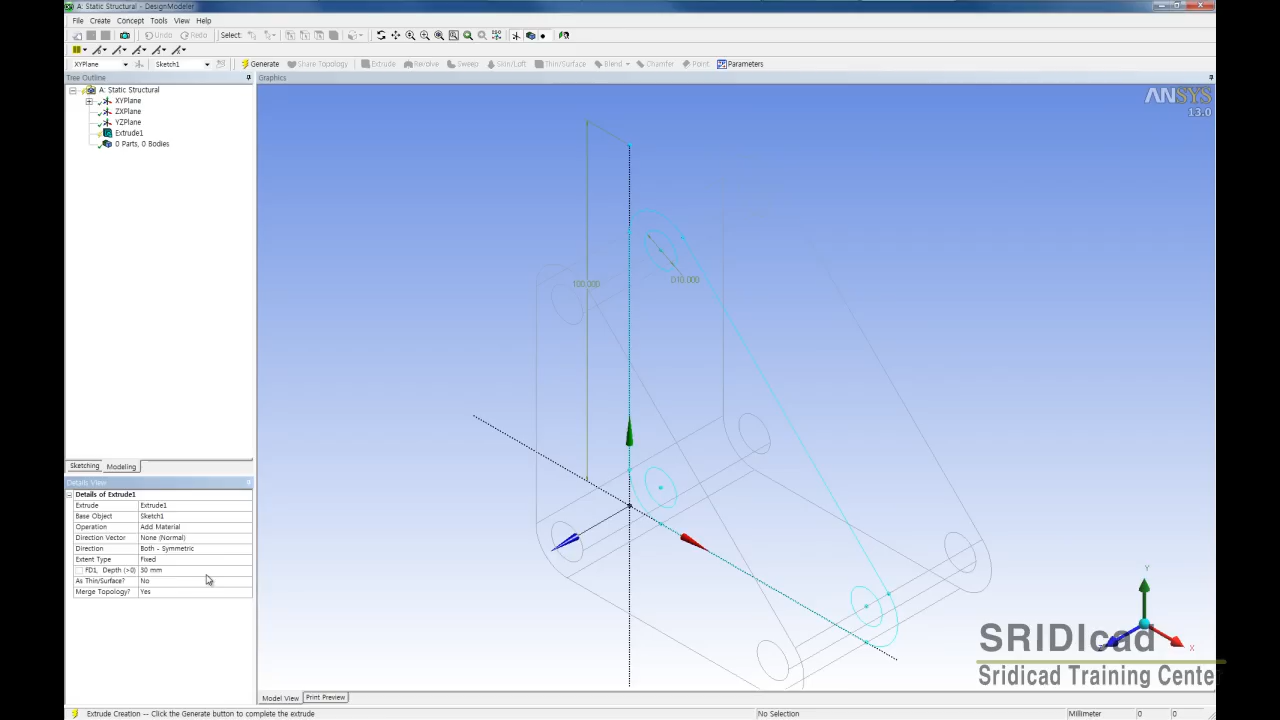 A: Static Structural - DesignModeler
File Create Concept Tools View Help
Undo Redo Select:
XYPlane Sketch1 Generate Share Topology Extrude Revolve Sweep Skin/Loft Thin/Surface Blend Chamfer Point Parameters
Tree Outline
Graphics
A: Static Structural
XYPlane
ZXPlane
YZPlane
Extrude1
0 Parts, 0 Bodies
ANSYS
13.0
100.000
D10.000
Sketching Modeling
Details View
Details of Extrude1
Extrude Extrude1
Base Object Sketch1
Operation Add Material
Direction Vector None (Normal)
Direction Both - Symmetric
Extent Type Fixed
FD1, Depth (>0) 30 mm
As Thin/Surface? No
Merge Topology? Yes
Y
X
SRIDIcad
Sridicad Training Center
Model View Print Preview
Extrude Creation -- Click the Generate button to complete the extrude
No Selection
Millimeter 0 0